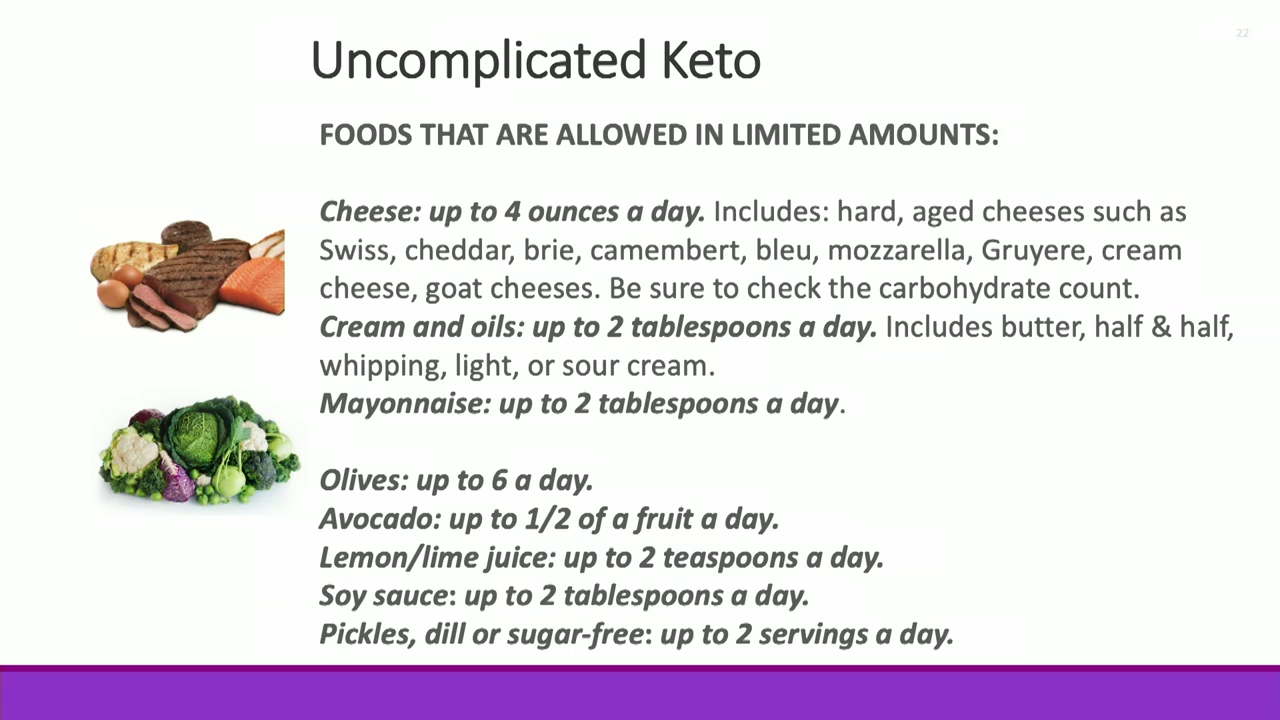 22
Uncomplicated Keto
FOODS THAT ARE ALLOWED IN LIMITED AMOUNTS:
Cheese: up to 4 ounces a day. Includes: hard, aged cheeses such as
Swiss, cheddar, brie, camembert, bleu, mozzarella, Gruyere, cream
cheese, goat cheeses. Be sure to check the carbohydrate count.
Cream and oils: up to 2 tablespoons a day. Includes butter, half & half,
whipping, light, or sour cream.
Mayonnaise: up to 2 tablespoons a day.
Olives: up to 6 a day.
Avocado: up to 1/2 of a fruit a day.
Lemon/lime juice: up to 2 teaspoons a day.
Soy sauce: up to 2 tablespoons a day.
Pickles, dill or sugar-free: up to 2 servings a day.